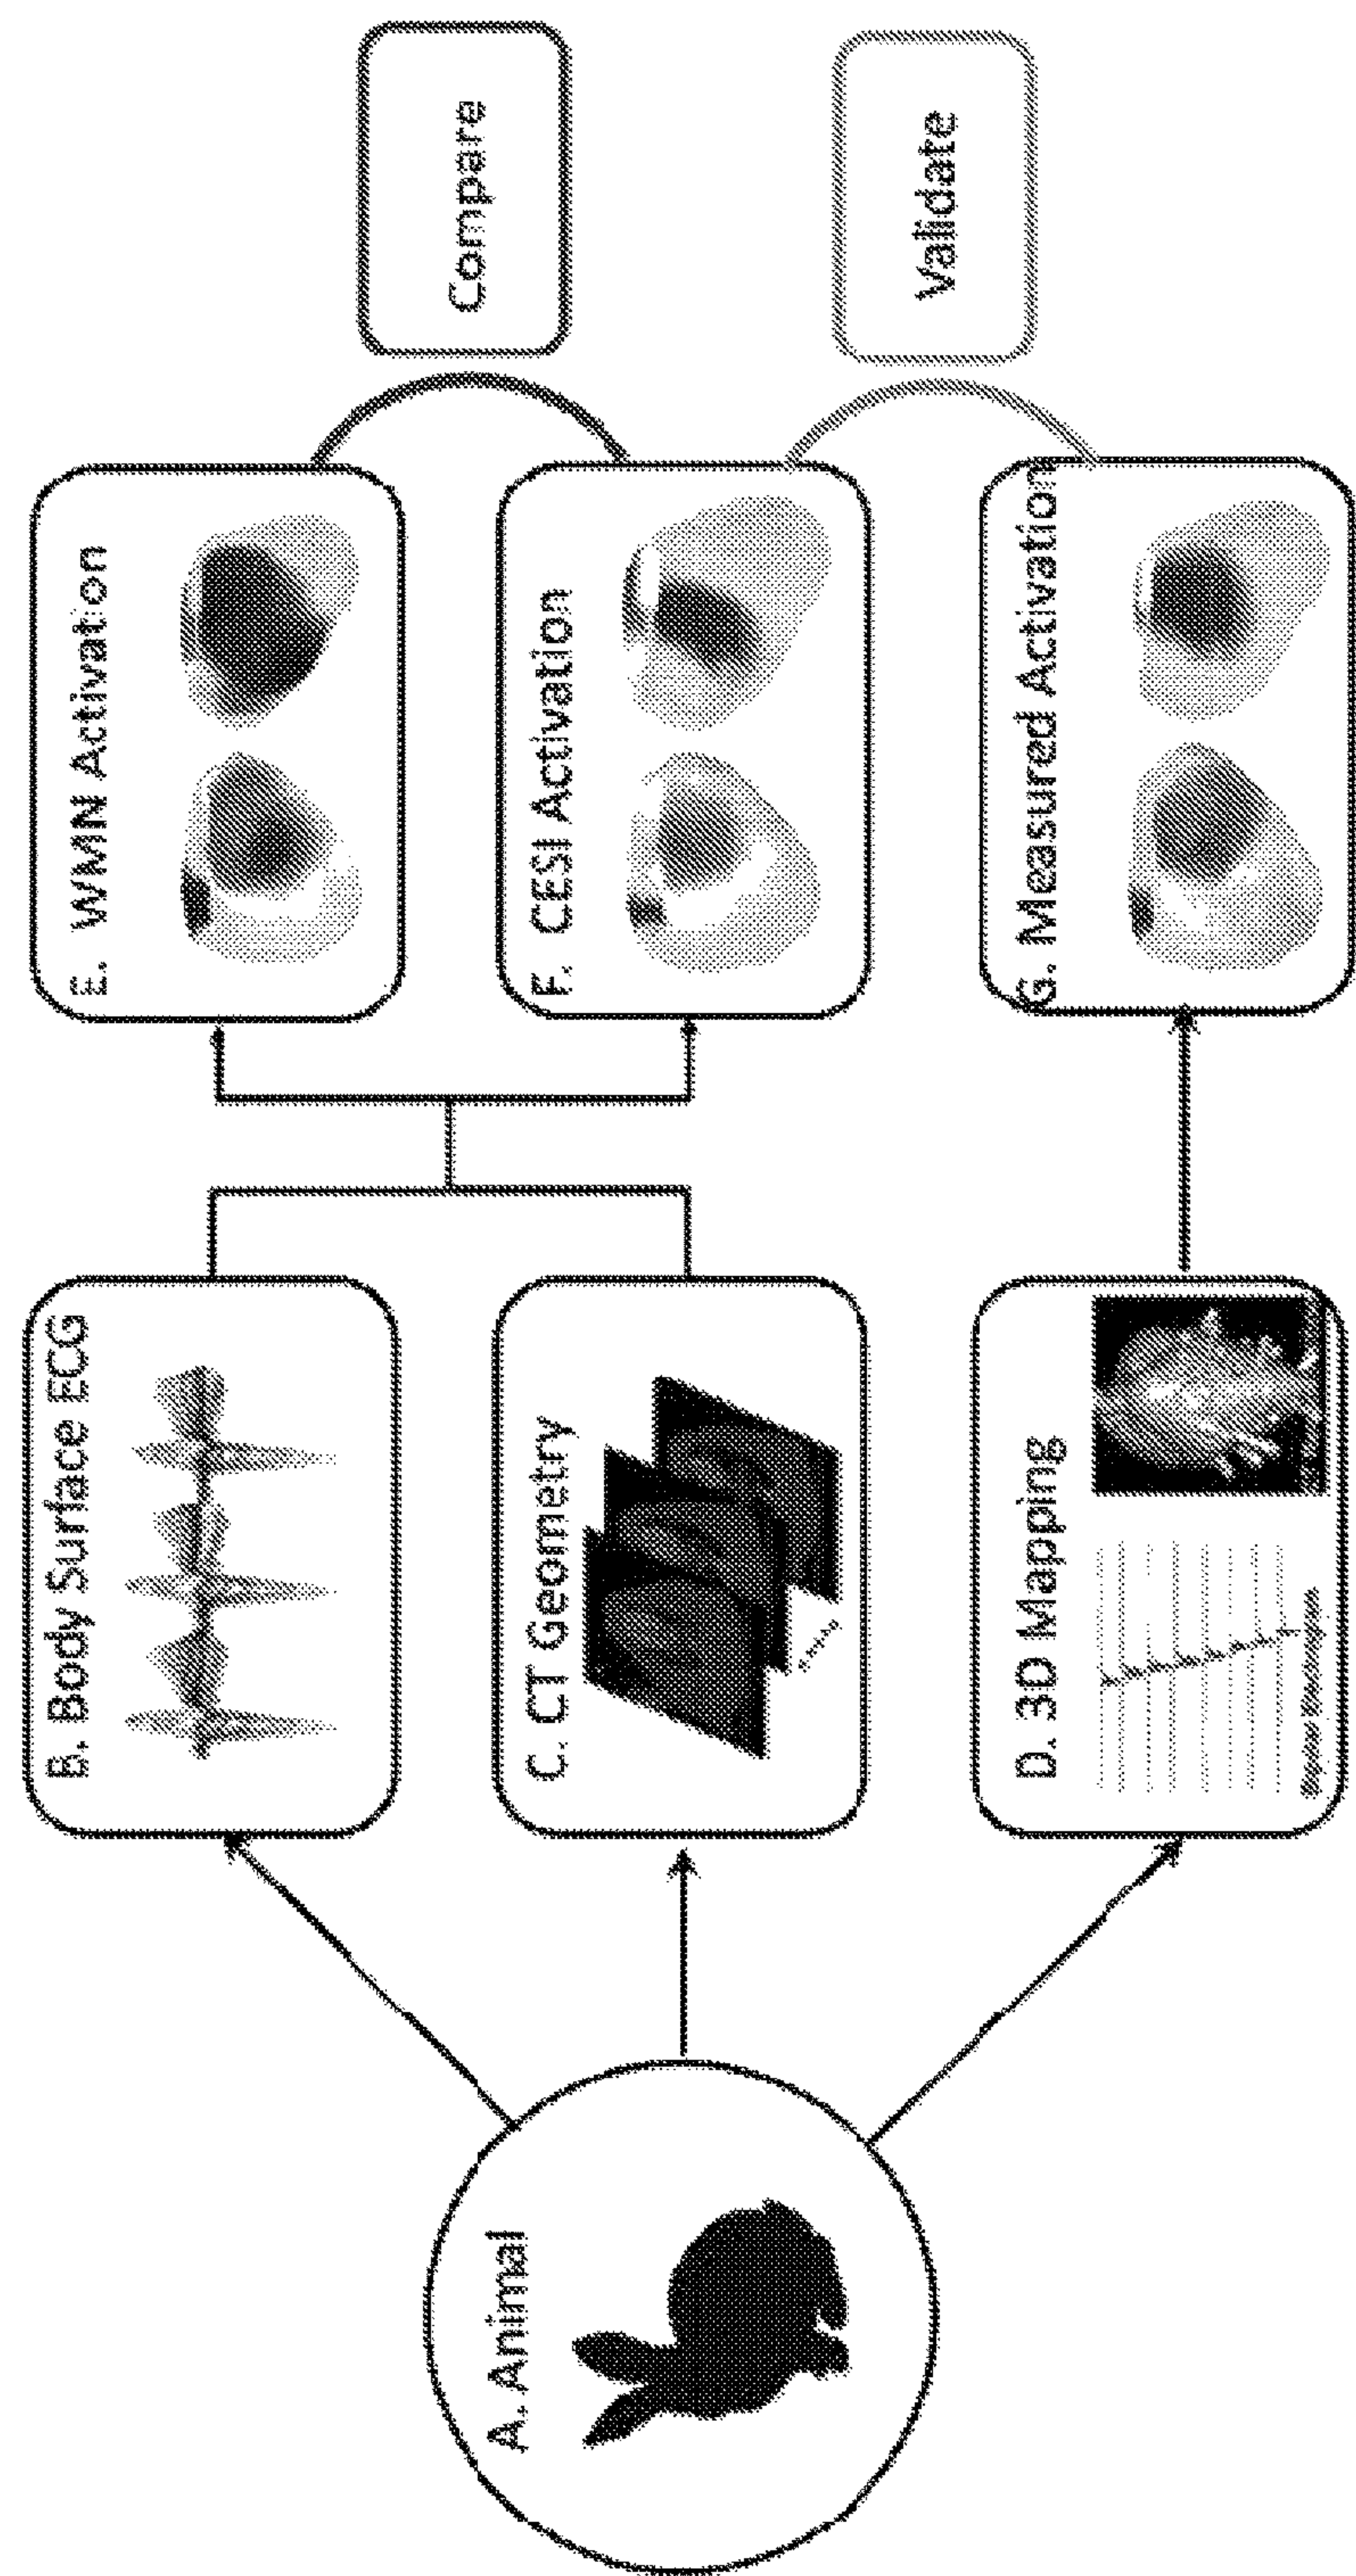 A. Animal
B. Body Surface ECG
C. CT Geometry
D. 3D Mapping
E. WMN Activation
F. CESI Activation
G. Measured Activation
Compare
Validate